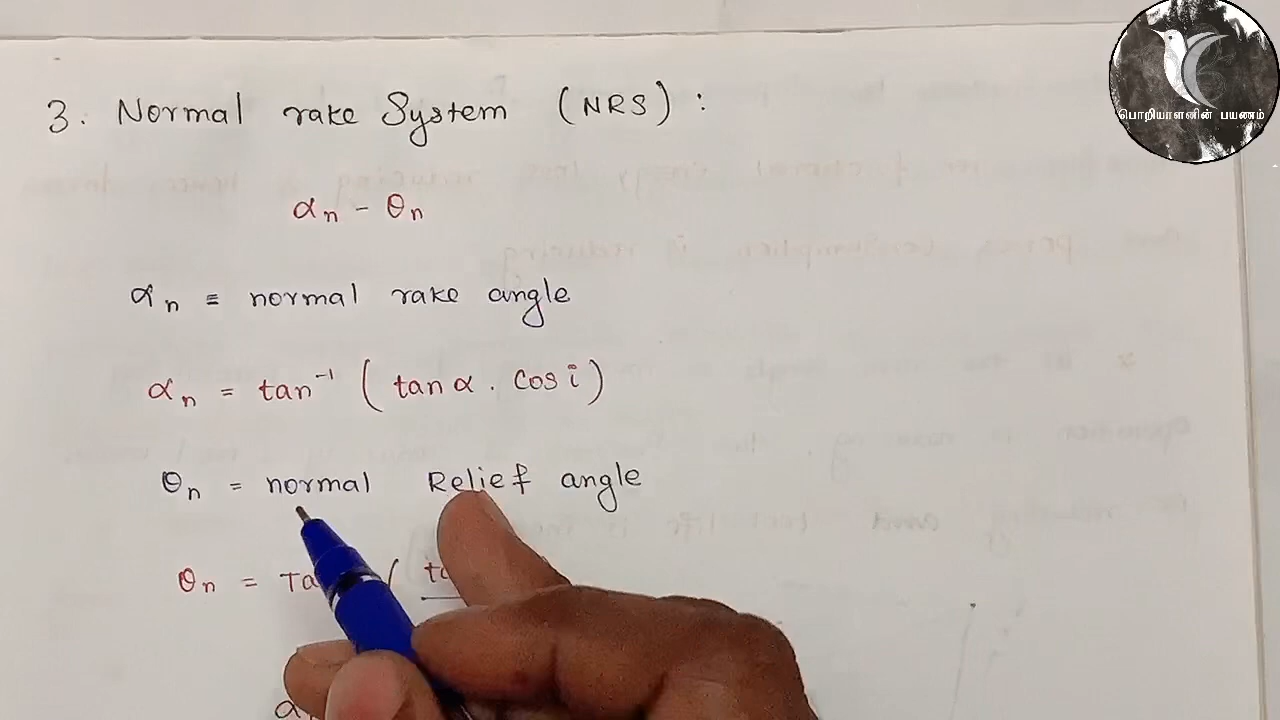 3. Normal rake System (NRS) :
αn - θn
αn = normal rake angle
αn = tan⁻¹ ( tan α . Cos i )
θn = normal Relief angle
θn =
பொறியாளனின் பயணம்